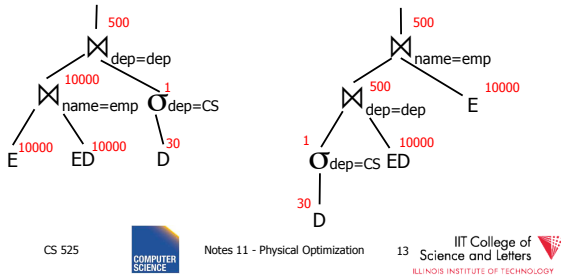 500
⋈ dep=dep
10000
⋈ name=emp
1
σ dep=CS
E 10000
ED 10000
30
D
500
⋈ name=emp
500
⋈ dep=dep
10000
E
1
σ dep=CS
10000
ED
30
D
CS 525
COMPUTER
SCIENCE
Notes 11 - Physical Optimization
13
IIT College of
Science and Letters
ILLINOIS INSTITUTE OF TECHNOLOGY